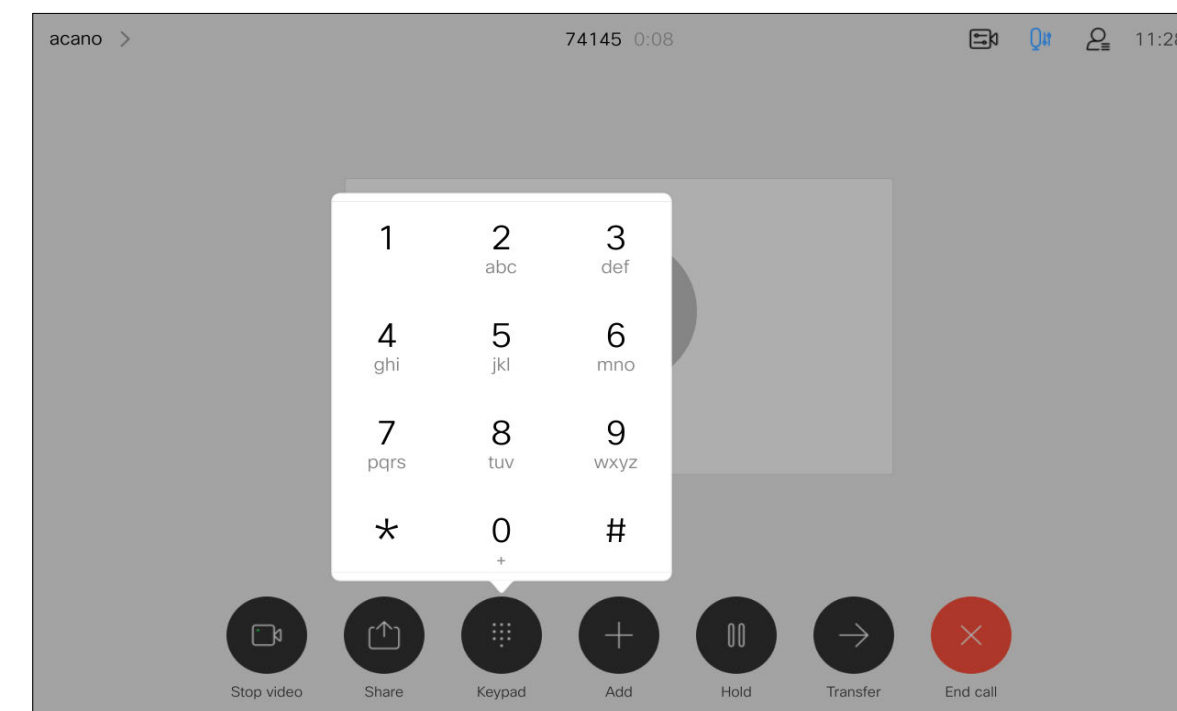 acano > 74145 0:08 11:28
1 2 3
abc def
4 5 6
ghi jkl mno
7 8 9
pqrs tuv wxyz
* 0 #
+
Stop video Share Keypad Add Hold Transfer End call